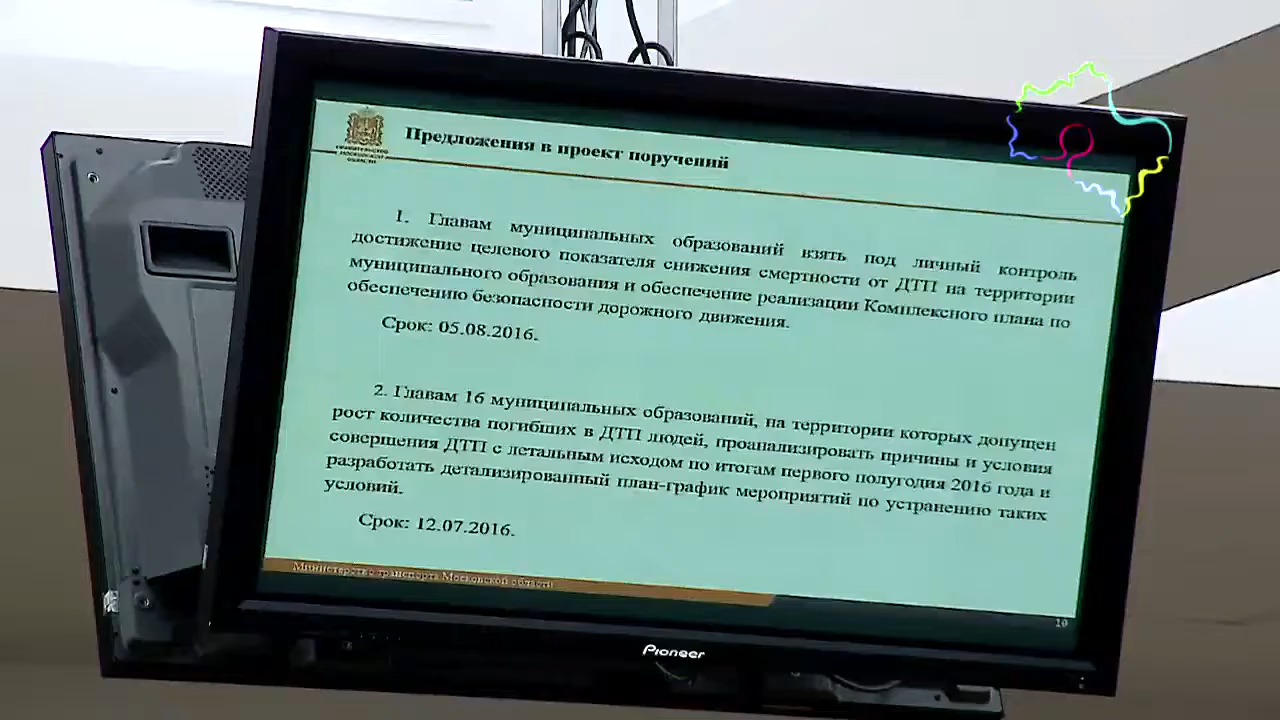 ПРАВИТЕЛЬСТВО
МОСКОВСКОЙ
ОБЛАСТИ
Предложения в проект поручений
1. Главам муниципальных образований взять под личный контроль
достижение целевого показателя снижения смертности от ДТП на территории
муниципального образования и обеспечение реализации Комплексного плана по
обеспечению безопасности дорожного движения.
Срок: 05.08.2016.
2. Главам 16 муниципальных образований, на территории которых допущен
рост количества погибших в ДТП людей, проанализировать причины и условия
совершения ДТП с летальным исходом по итогам первого полугодия 2016 года и
разработать детализированный план-график мероприятий по устранению таких
условий.
Срок: 12.07.2016.
Министерство транспорта Московской области
10
Pioneer